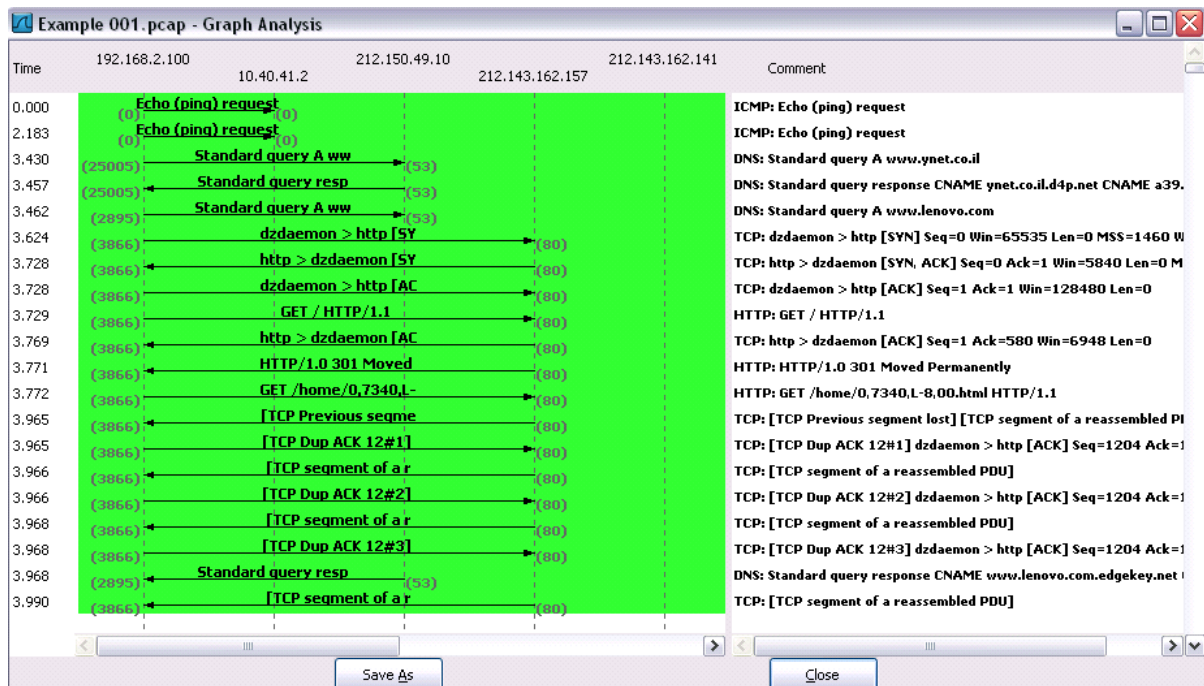 Example 001.pcap - Graph Analysis
Time 192.168.2.100 10.40.41.2 212.150.49.10 212.143.162.157 212.143.162.141 Comment
0.000 (0) Echo (ping) request (0) ICMP: Echo (ping) request
2.183 (0) Echo (ping) request (0) ICMP: Echo (ping) request
3.430 (25005) Standard query A ww (53) DNS: Standard query A www.ynet.co.il
3.457 (25005) Standard query resp (53) DNS: Standard query response CNAME ynet.co.il.d4p.net CNAME a39.
3.462 (2895) Standard query A ww (53) DNS: Standard query A www.lenovo.com
3.624 (3866) dzdaemon > http [SY (80) TCP: dzdaemon > http [SYN] Seq=0 Win=65535 Len=0 MSS=1460 W
3.728 (3866) http > dzdaemon [SY (80) TCP: http > dzdaemon [SYN, ACK] Seq=0 Ack=1 Win=5840 Len=0 M
3.728 (3866) dzdaemon > http [AC (80) TCP: dzdaemon > http [ACK] Seq=1 Ack=1 Win=128480 Len=0
3.729 (3866) GET / HTTP/1.1 (80) HTTP: GET / HTTP/1.1
3.769 (3866) http > dzdaemon [AC (80) TCP: http > dzdaemon [ACK] Seq=1 Ack=580 Win=6948 Len=0
3.771 (3866) HTTP/1.0 301 Moved (80) HTTP: HTTP/1.0 301 Moved Permanently
3.772 (3866) GET /home/0,7340,L- (80) HTTP: GET /home/0,7340,L-8,00.html HTTP/1.1
3.965 (3866) [TCP Previous segme (80) TCP: [TCP Previous segment lost] [TCP segment of a reassembled PI
3.965 (3866) [TCP Dup ACK 12#1] (80) TCP: [TCP Dup ACK 12#1] dzdaemon > http [ACK] Seq=1204 Ack=1
3.966 (3866) [TCP segment of a r (80) TCP: [TCP segment of a reassembled PDU]
3.966 (3866) [TCP Dup ACK 12#2] (80) TCP: [TCP Dup ACK 12#2] dzdaemon > http [ACK] Seq=1204 Ack=1
3.968 (3866) [TCP segment of a r (80) TCP: [TCP segment of a reassembled PDU]
3.968 (3866) [TCP Dup ACK 12#3] (80) TCP: [TCP Dup ACK 12#3] dzdaemon > http [ACK] Seq=1204 Ack=1
3.968 (2895) Standard query resp (53) DNS: Standard query response CNAME www.lenovo.com.edgekey.net
3.990 (3866) [TCP segment of a r (80) TCP: [TCP segment of a reassembled PDU]
Save As Close